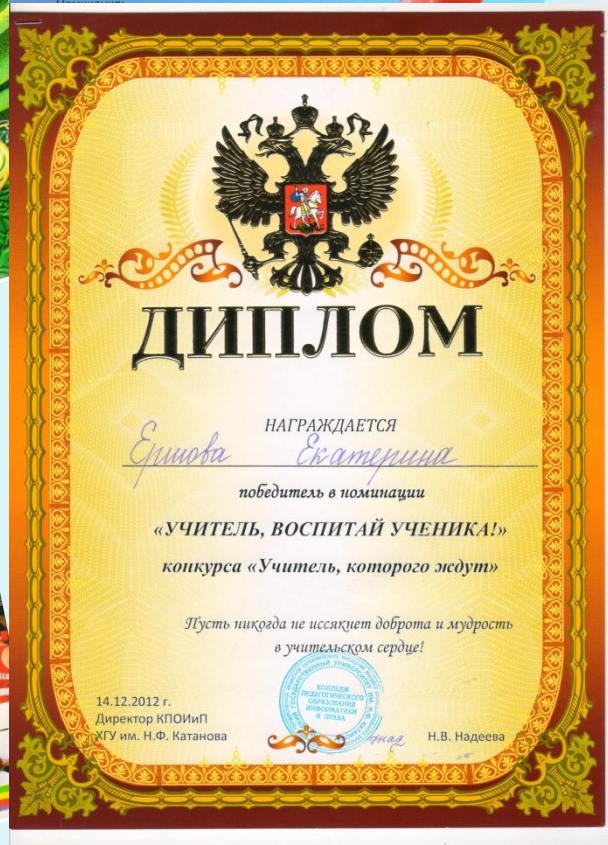 ДИПЛОМ
НАГРАЖДАЕТСЯ
Ершова Екатерина
победитель в номинации
«УЧИТЕЛЬ, ВОСПИТАЙ УЧЕНИКА!»
конкурса «Учитель, которого ждут»
Пусть никогда не иссякнет доброта и мудрость
в учительском сердце!
КОЛЛЕДЖ
ПЕДАГОГИЧЕСКОГО
ОБРАЗОВАНИЯ
ИНФОРМАТИКИ
И ПРАВА
14.12.2012 г.
Директор КПОИиП
ХГУ им. Н.Ф. Катанова
Н.В. Надеева